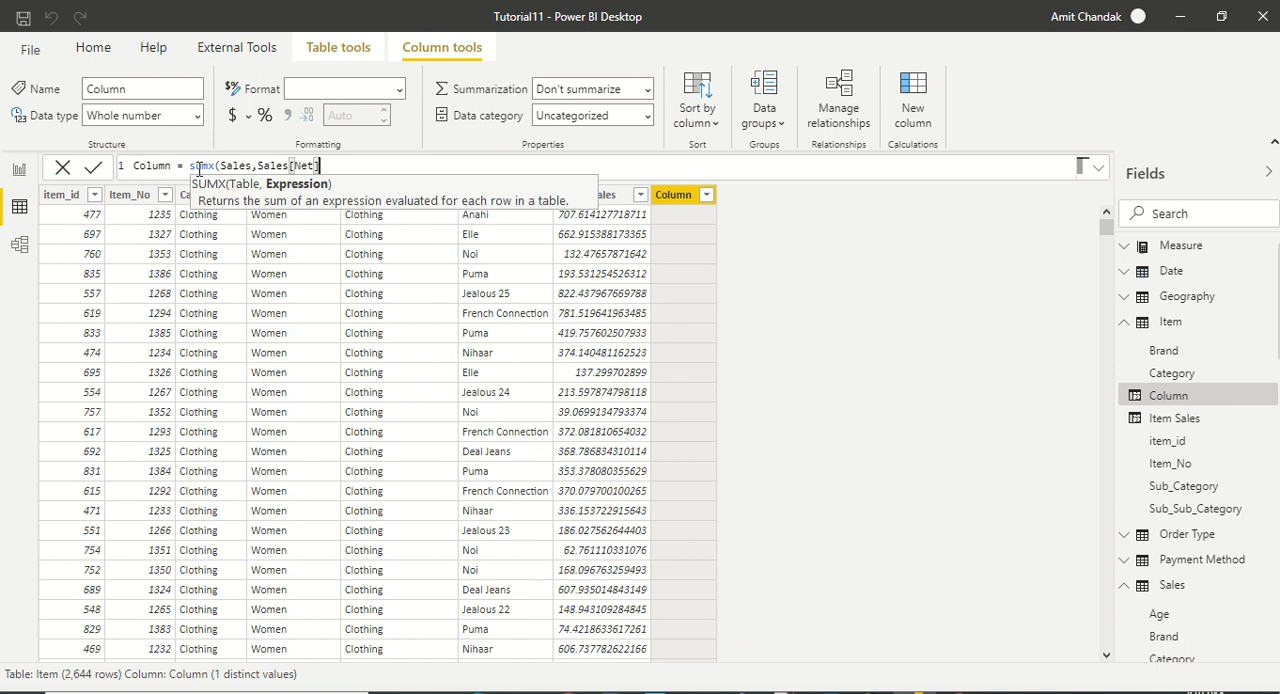 Tutorial11 - Power BI Desktop
Amit Chandak
File Home Help External Tools Table tools Column tools
Name Column
Data type Whole number
Structure
Format
$ % Auto
Formatting
Summarization Don't summarize
Data category Uncategorized
Properties
Sort by column
Sort
Data groups
Groups
Manage relationships
Relationships
New column
Calculations
1 Column = sumx(Sales,Sales[Net]
SUMX(Table, Expression)
Returns the sum of an expression evaluated for each row in a table.
item_id Item_No Ca ales Column
477 1235 Clothing Women Clothing Anahi 707.614127718711
697 1327 Clothing Women Clothing Elle 662.915388173365
760 1353 Clothing Women Clothing Noi 132.47657871642
835 1386 Clothing Women Clothing Puma 193.531254526312
557 1268 Clothing Women Clothing Jealous 25 822.437967669788
619 1294 Clothing Women Clothing French Connection 781.519641963485
833 1385 Clothing Women Clothing Puma 419.757602507933
474 1234 Clothing Women Clothing Nihaar 374.140481162523
695 1326 Clothing Women Clothing Elle 137.299702899
554 1267 Clothing Women Clothing Jealous 24 213.597874798118
757 1352 Clothing Women Clothing Noi 39.0699134793374
617 1293 Clothing Women Clothing French Connection 372.081810654032
692 1325 Clothing Women Clothing Deal Jeans 368.786834310114
831 1384 Clothing Women Clothing Puma 353.378080355629
615 1292 Clothing Women Clothing French Connection 370.079700100265
471 1233 Clothing Women Clothing Nihaar 336.153722915643
551 1266 Clothing Women Clothing Jealous 23 186.027562644403
754 1351 Clothing Women Clothing Noi 62.761110331076
752 1350 Clothing Women Clothing Noi 168.096763259493
689 1324 Clothing Women Clothing Deal Jeans 607.935014843149
548 1265 Clothing Women Clothing Jealous 22 148.943109284845
829 1383 Clothing Women Clothing Puma 74.4218633617261
469 1232 Clothing Women Clothing Nihaar 606.737782622166
Fields
Search
Measure
Date
Geography
Item
Brand
Category
Column
Item Sales
item_id
Item_No
Sub_Category
Sub_Sub_Category
Order Type
Payment Method
Sales
Age
Brand
Category
Table: Item (2,644 rows) Column: Column (1 distinct values)